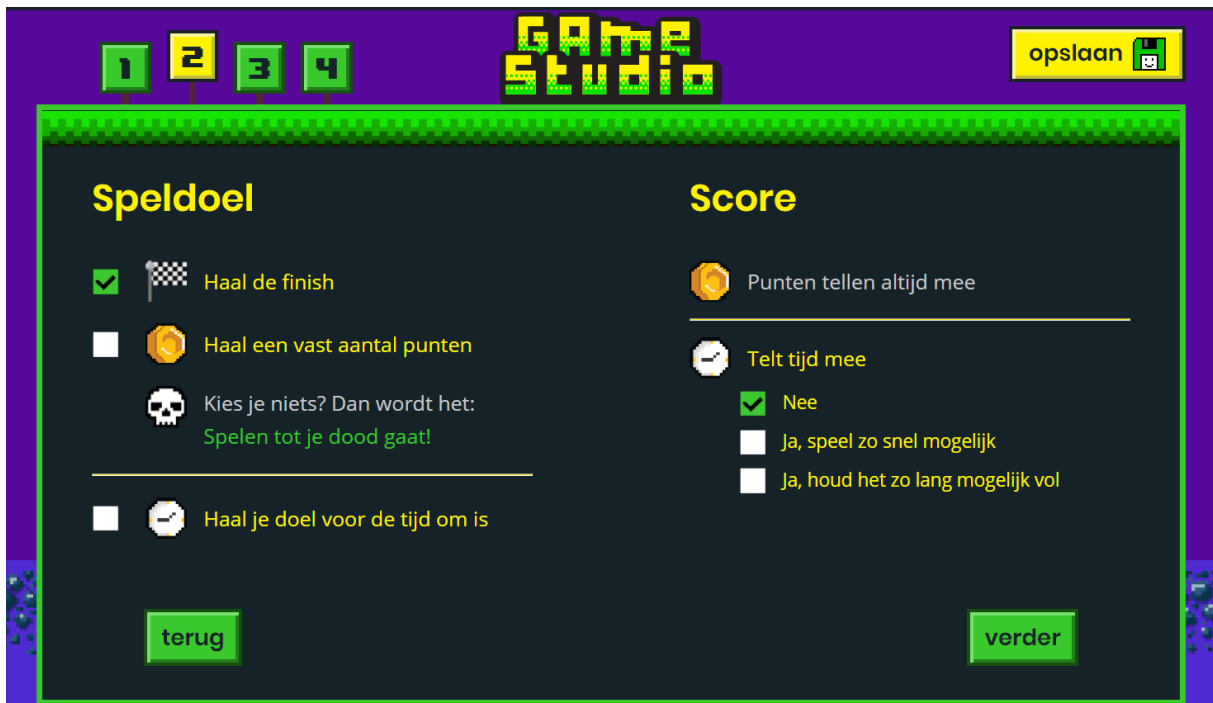 1 2 3 4
GAme
Studio
opslaan
Speldoel
Haal de finish
Haal een vast aantal punten
Kies je niets? Dan wordt het:
Spelen tot je dood gaat!
Haal je doel voor de tijd om is
terug
Score
Punten tellen altijd mee
Telt tijd mee
Nee
Ja, speel zo snel mogelijk
Ja, houd het zo lang mogelijk vol
verder